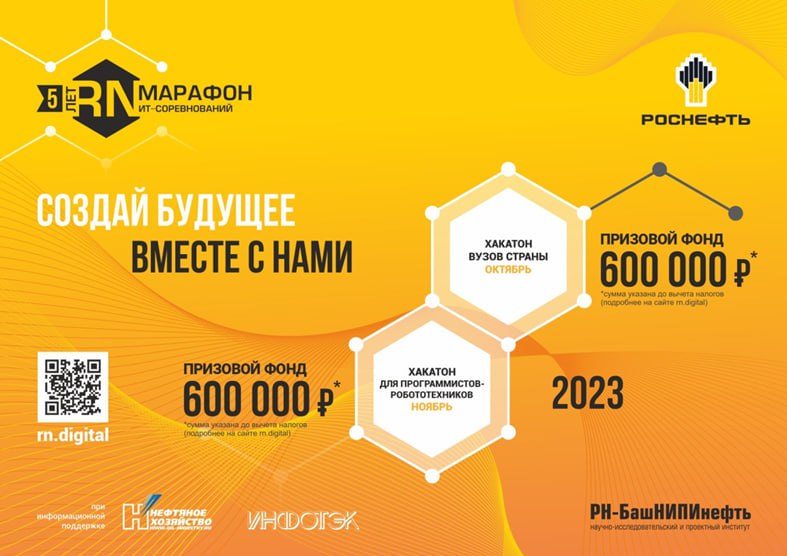 5 ЛЕТ
RN
МАРАФОН
ИТ-СОРЕВНОВАНИЙ
РОСНЕФТЬ
СОЗДАЙ БУДУЩЕЕ
ВМЕСТЕ С НАМИ
ХАКАТОН
ВУЗОВ СТРАНЫ
ОКТЯБРЬ
ПРИЗОВОЙ ФОНД
600 000 ₽*
*сумма указана до вычета налогов
(подробнее на сайте rn.digital)
rn.digital
ПРИЗОВОЙ ФОНД
600 000 ₽*
*сумма указана до вычета налогов
(подробнее на сайте rn.digital)
ХАКАТОН
ДЛЯ ПРОГРАММИСТОВ-
РОБОТОТЕХНИКОВ
НОЯБРЬ
2023
при
информационной
поддержке
НЕФТЯНОЕ
ХОЗЯЙСТВО
ИНФОТЭК
РН-БашНИПИнефть
научно-исследовательский и проектный институт